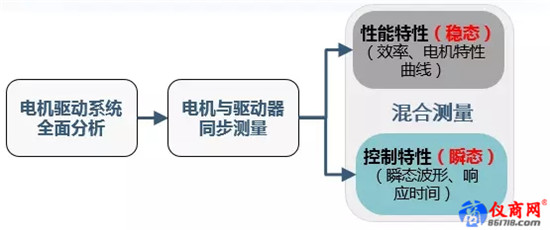 电机驱动系统
全面分析
电机与驱动器
同步测量
性能特性（稳态）
（效率、电机特性
曲线）
混合测量
控制特性（瞬态）
（瞬态波形、响
应时间）
仪商网®
861718.com